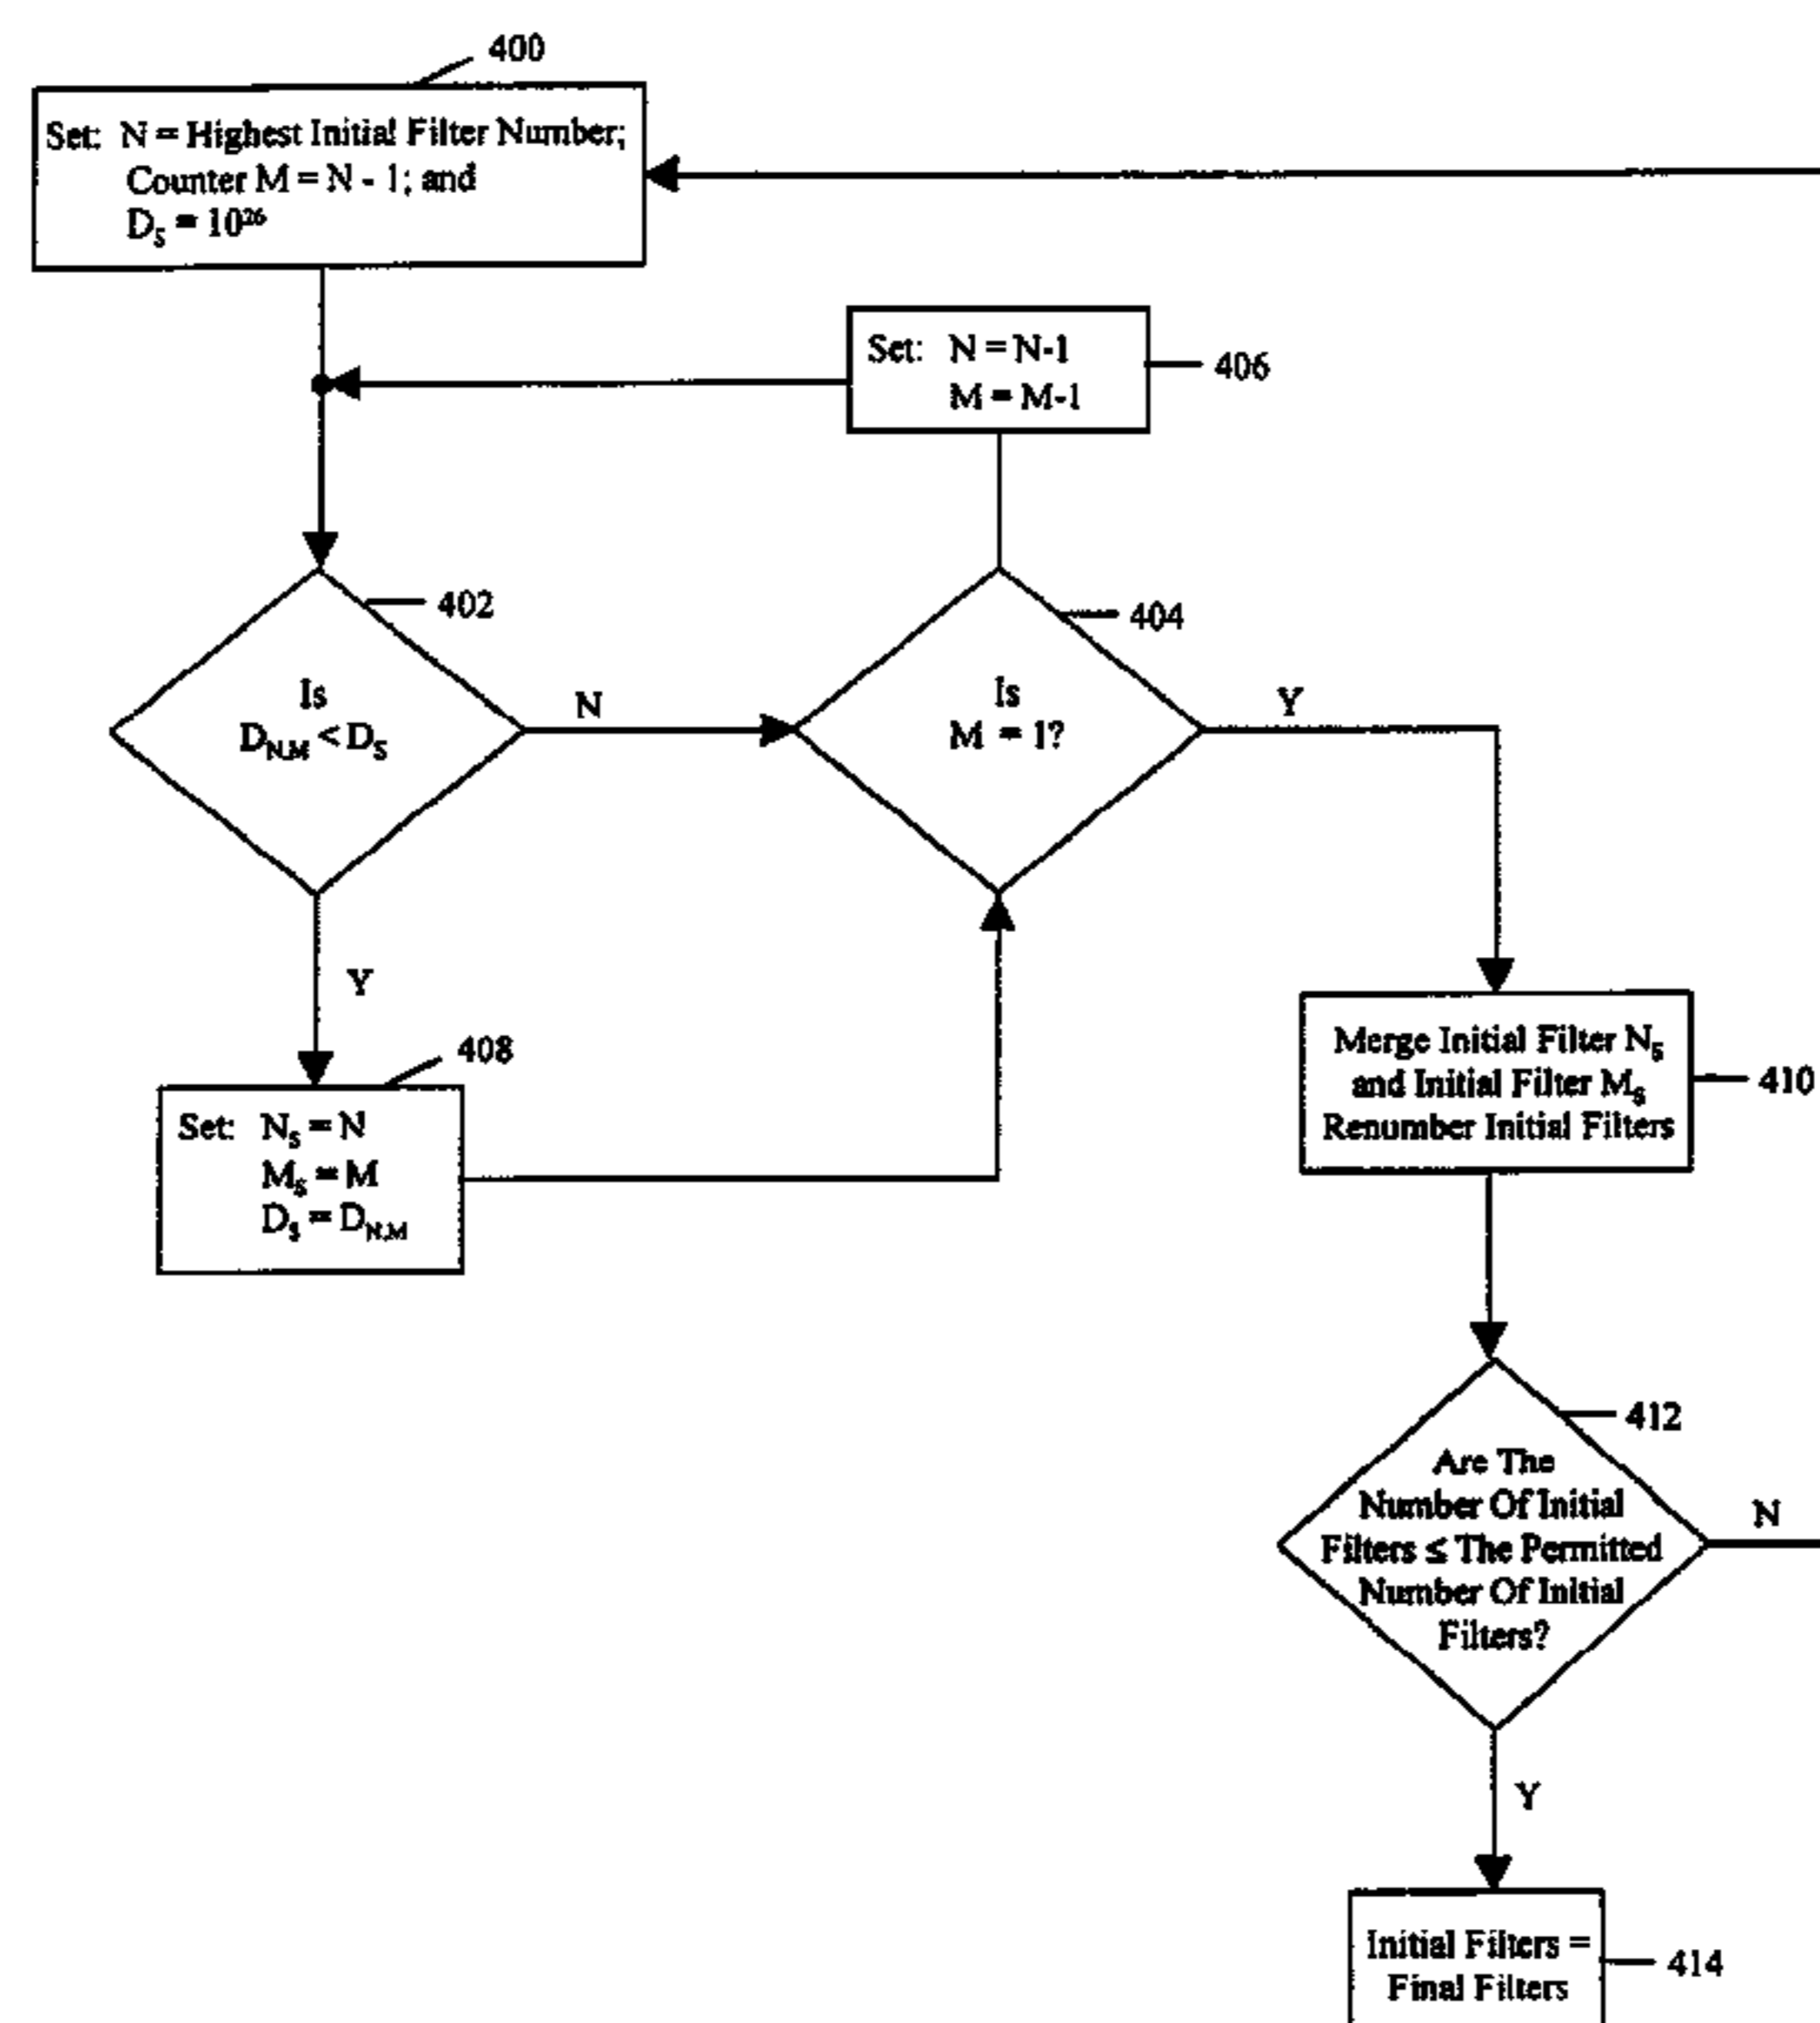 400
Set: N = Highest Initial Filter Number;
Counter M = N - 1; and
D_S = 10^26
Set: N = N-1
M = M-1
406
402
Is
D_N,M < D_S
N
404
Is
M = 1?
Y
Y
408
Set: N_S = N
M_S = M
D_S = D_N,M
Merge Initial Filter N_S
and Initial Filter M_S
Renumber Initial Filters
410
412
Are The
Number Of Initial
Filters ≤ The Permitted
Number Of Initial
Filters?
N
Y
Initial Filters =
Final Filters
414